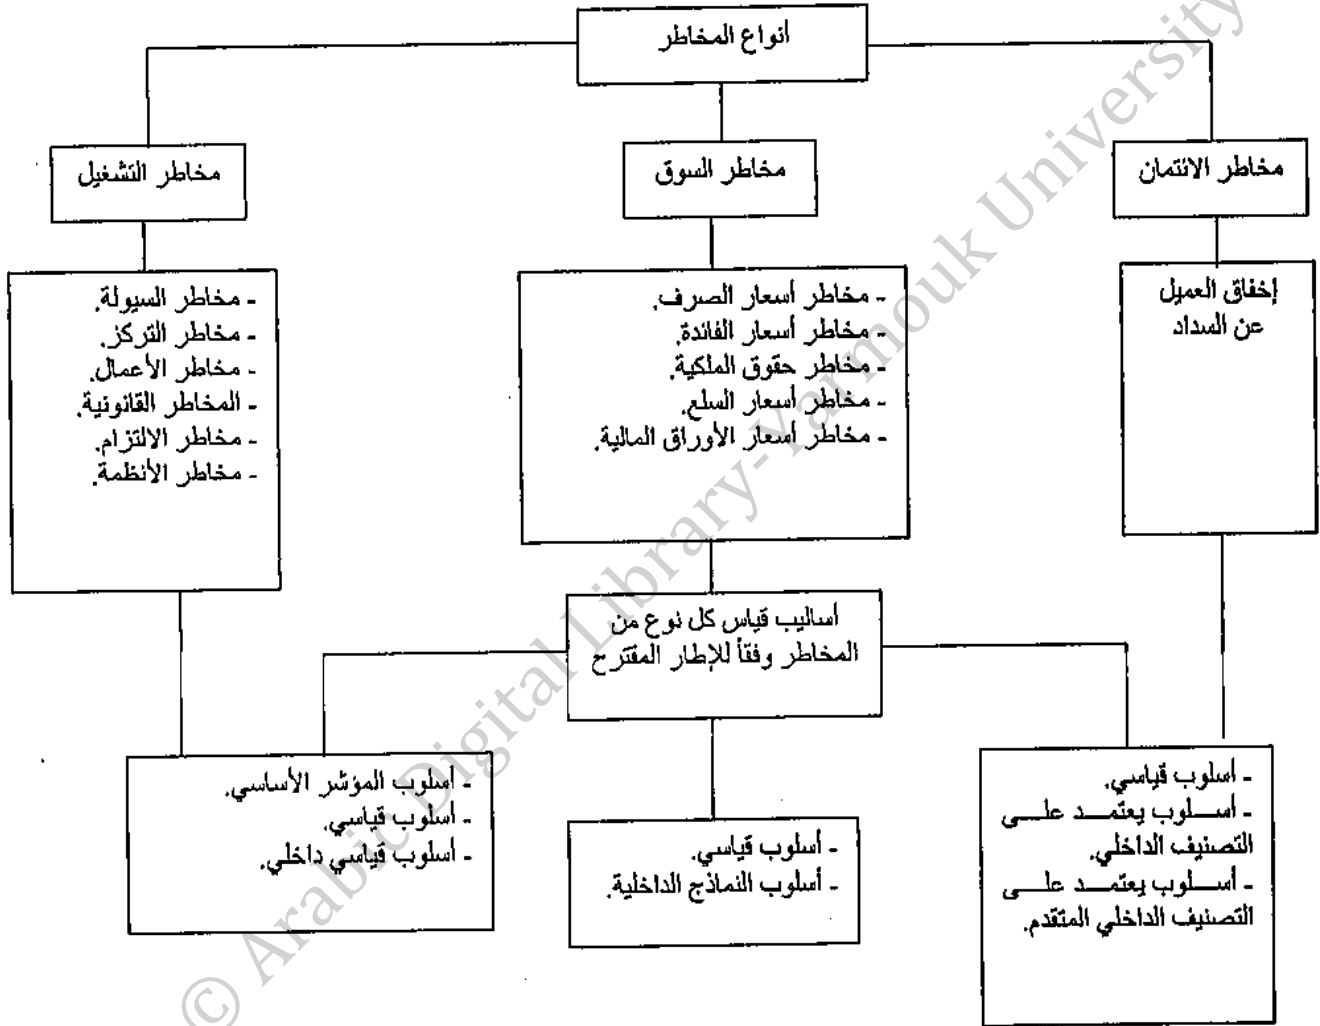 أنواع المخاطر
مخاطر الائتمان
مخاطر السوق
مخاطر التشغيل
إخفاق العميل
عن السداد
- مخاطر أسعار الصرف.
- مخاطر أسعار الفائدة.
- مخاطر حقوق الملكية.
- مخاطر أسعار السلع.
- مخاطر أسعار الأوراق المالية.
- مخاطر السيولة.
- مخاطر التركز.
- مخاطر الأعمال.
- المخاطر القانونية.
- مخاطر الالتزام.
- مخاطر الأنظمة.
أساليب قياس كل نوع من
المخاطر وفقاً للإطار المقترح
- أسلوب قياسي.
- أسلوب يعتمد على
التصنيف الداخلي.
- أسلوب يعتمد على
التصنيف الداخلي المتقدم.
- أسلوب قياسي.
- أسلوب النماذج الداخلية.
- أسلوب المؤشر الأساسي.
- أسلوب قياسي.
- أسلوب قياسي داخلي.
© Arabic Digital Library-Yarmouk University